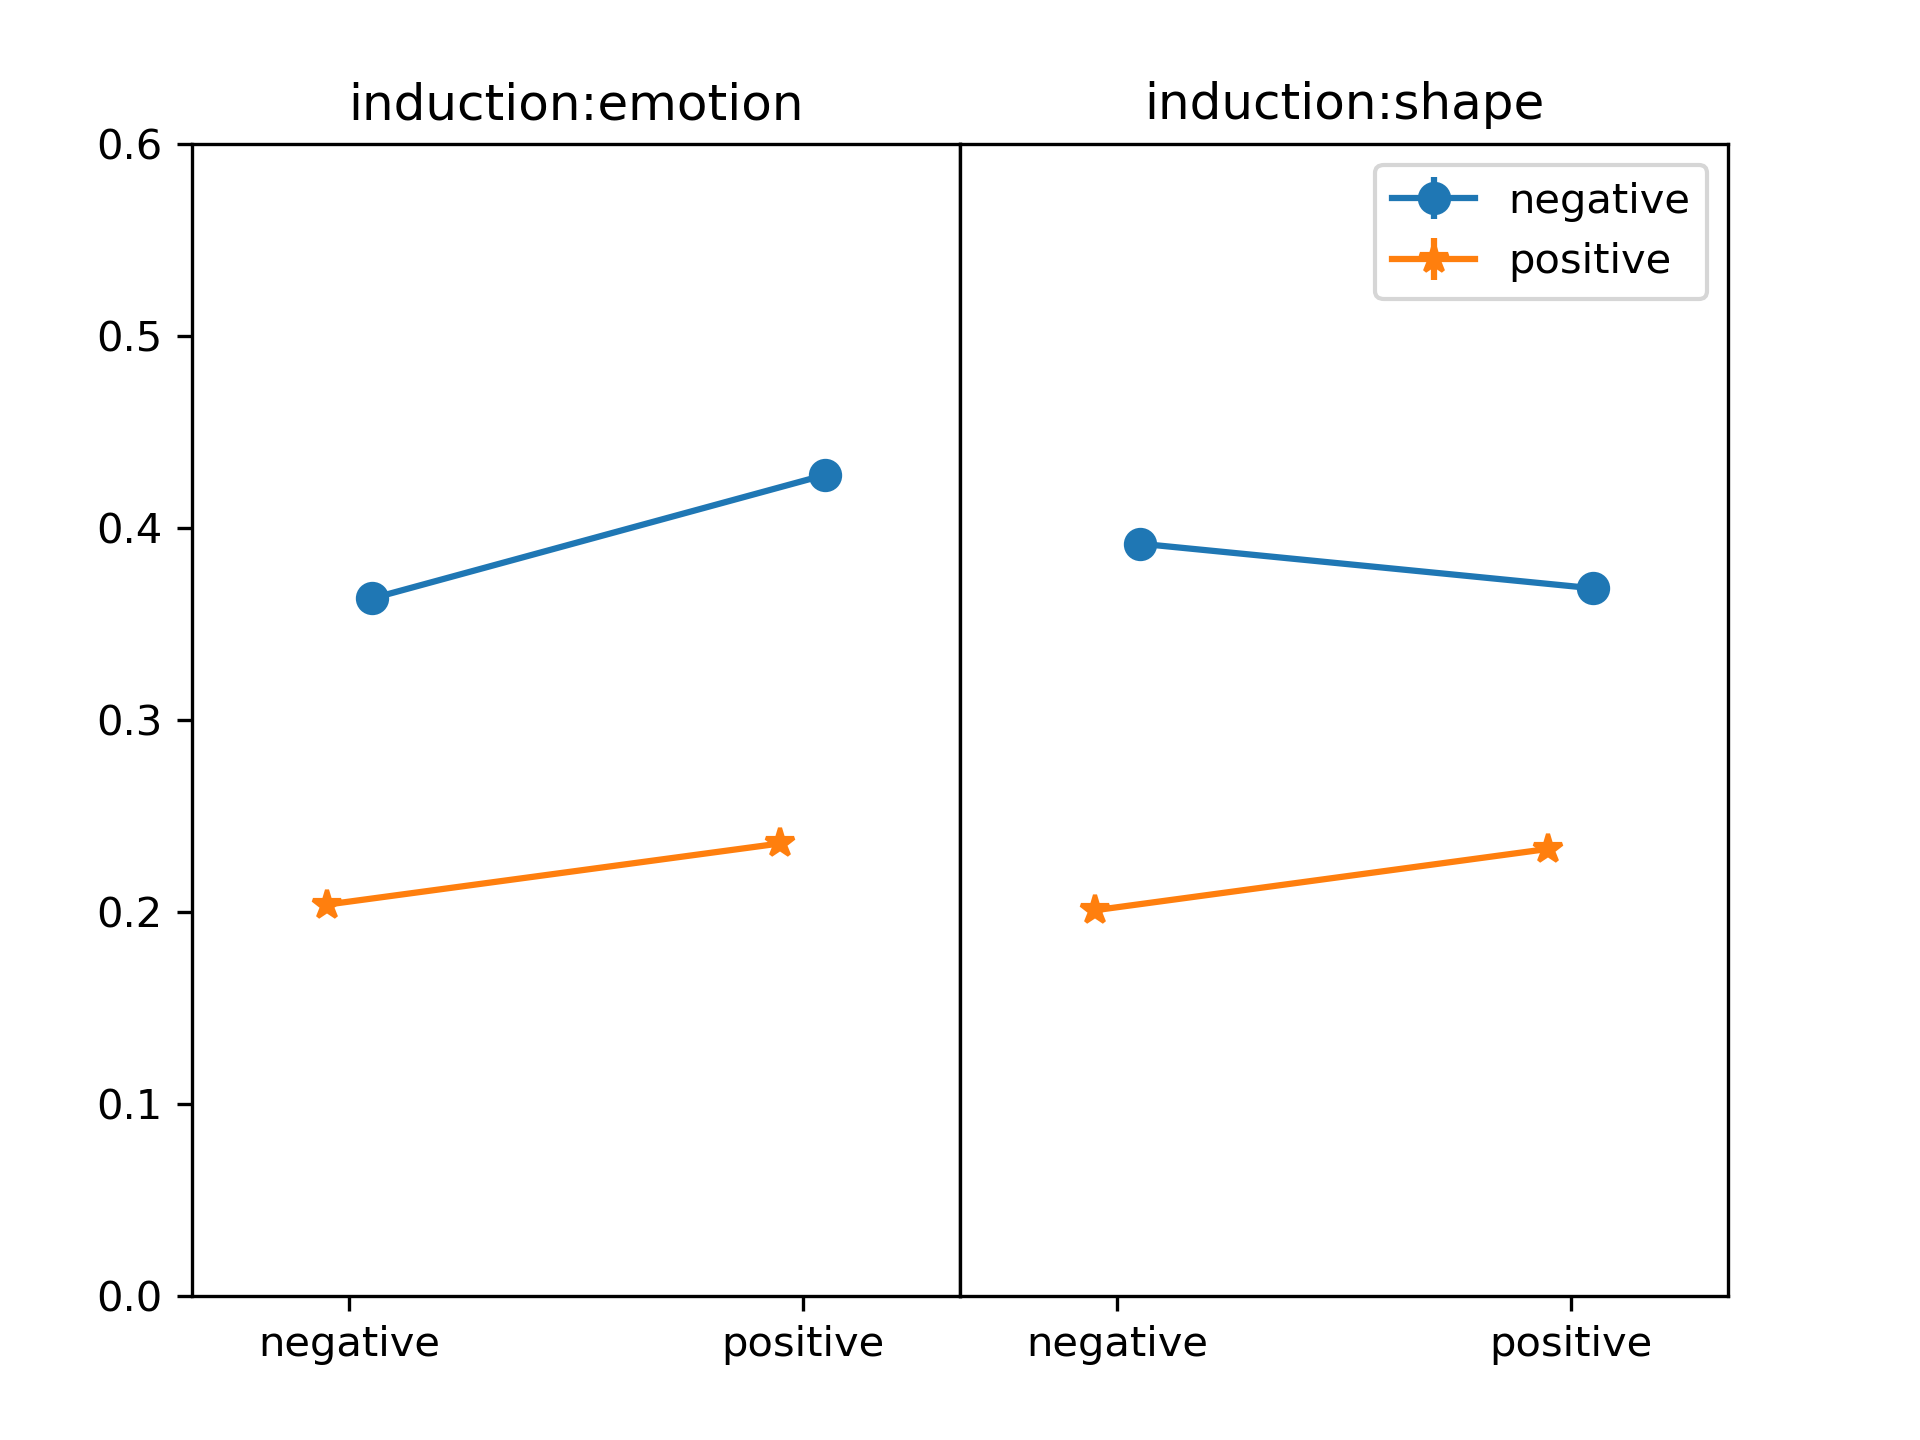 induction:emotion
induction:shape
0.6
0.5
0.4
0.3
0.2
0.1
0.0
negative
positive
negative
positive
negative
positive